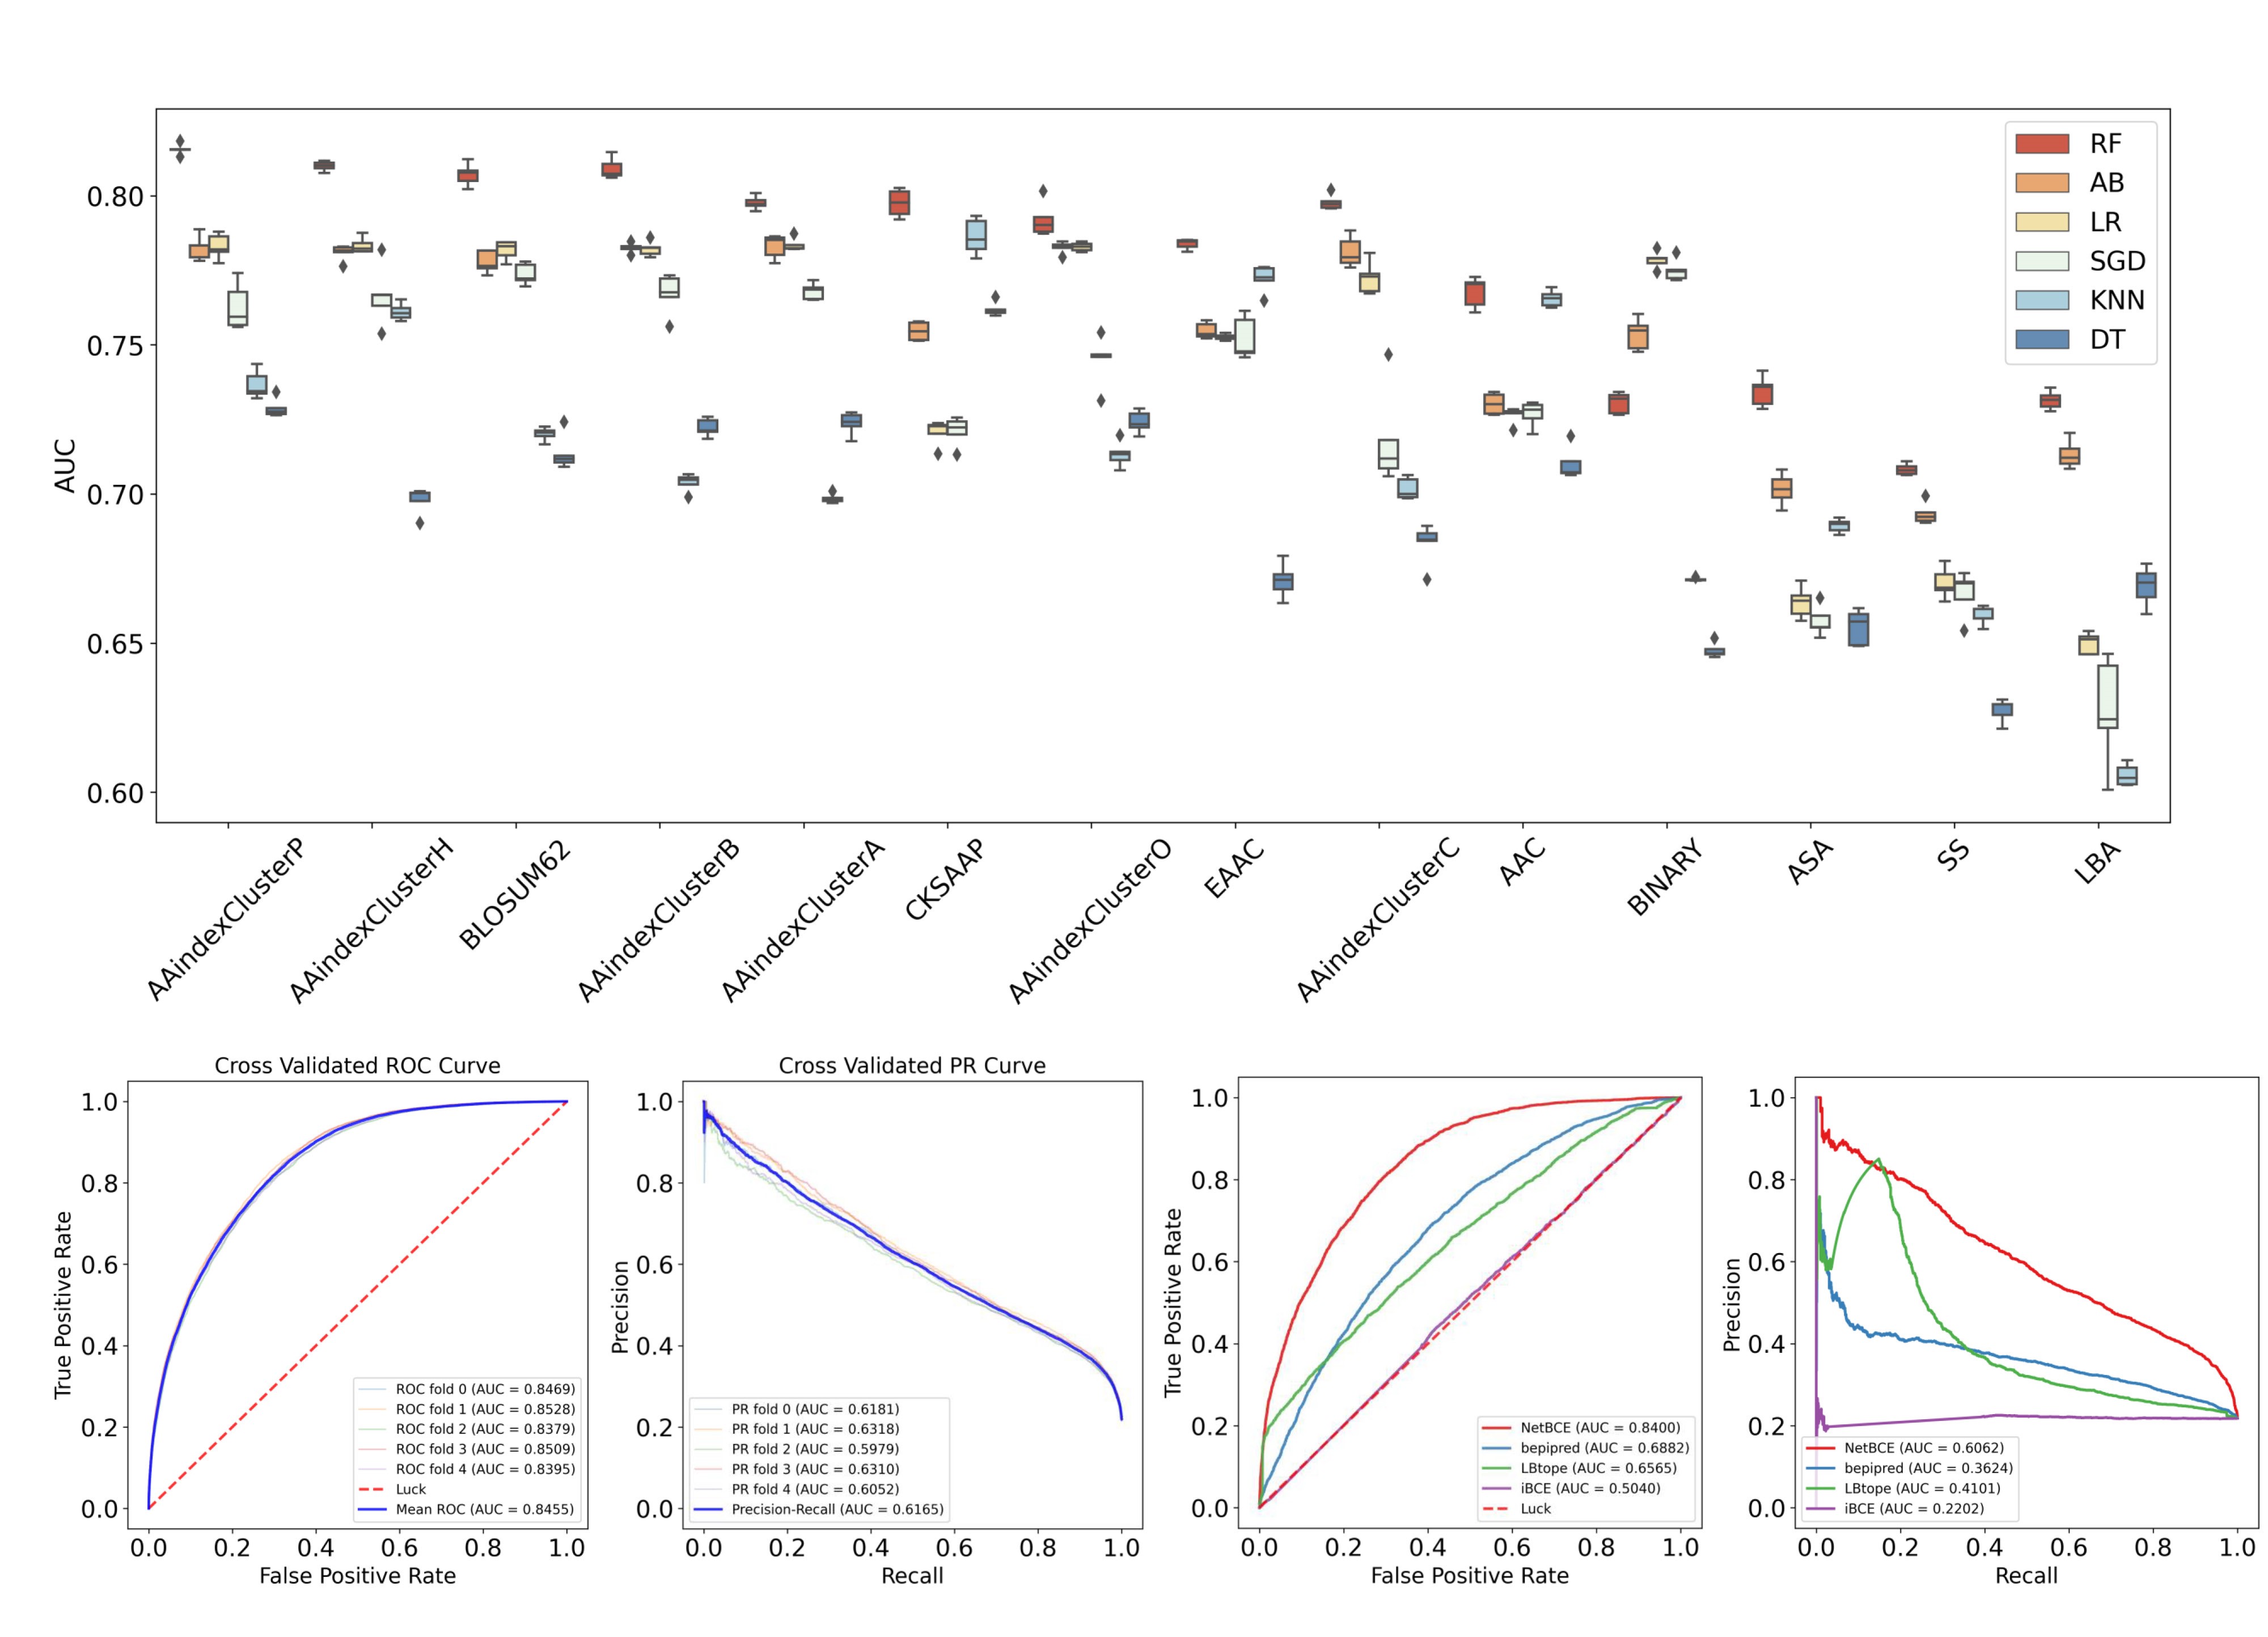 AUC
0.80
0.75
0.70
0.65
0.60
RF
AB
LR
SGD
KNN
DT
AAindexClusterP
AAindexClusterH
BLOSUM62
AAindexClusterB
AAindexClusterA
CKSAAP
AAindexClusterO
EAAC
AAindexClusterC
AAC
BINARY
ASA
SS
LBA
Cross Validated ROC Curve
True Positive Rate
1.0
0.8
0.6
0.4
0.2
0.0
ROC fold 0 (AUC = 0.8469)
ROC fold 1 (AUC = 0.8528)
ROC fold 2 (AUC = 0.8379)
ROC fold 3 (AUC = 0.8509)
ROC fold 4 (AUC = 0.8395)
Luck
Mean ROC (AUC = 0.8455)
0.0 0.2 0.4 0.6 0.8 1.0
False Positive Rate
Cross Validated PR Curve
Precision
1.0
0.8
0.6
0.4
0.2
0.0
PR fold 0 (AUC = 0.6181)
PR fold 1 (AUC = 0.6318)
PR fold 2 (AUC = 0.5979)
PR fold 3 (AUC = 0.6310)
PR fold 4 (AUC = 0.6052)
Precision-Recall (AUC = 0.6165)
0.0 0.2 0.4 0.6 0.8 1.0
Recall
True Positive Rate
1.0
0.8
0.6
0.4
0.2
0.0
NetBCE (AUC = 0.8400)
bepipred (AUC = 0.6882)
LBtope (AUC = 0.6565)
iBCE (AUC = 0.5040)
Luck
0.0 0.2 0.4 0.6 0.8 1.0
False Positive Rate
Precision
1.0
0.8
0.6
0.4
0.2
0.0
NetBCE (AUC = 0.6062)
bepipred (AUC = 0.3624)
LBtope (AUC = 0.4101)
iBCE (AUC = 0.2202)
0.0 0.2 0.4 0.6 0.8 1.0
Recall